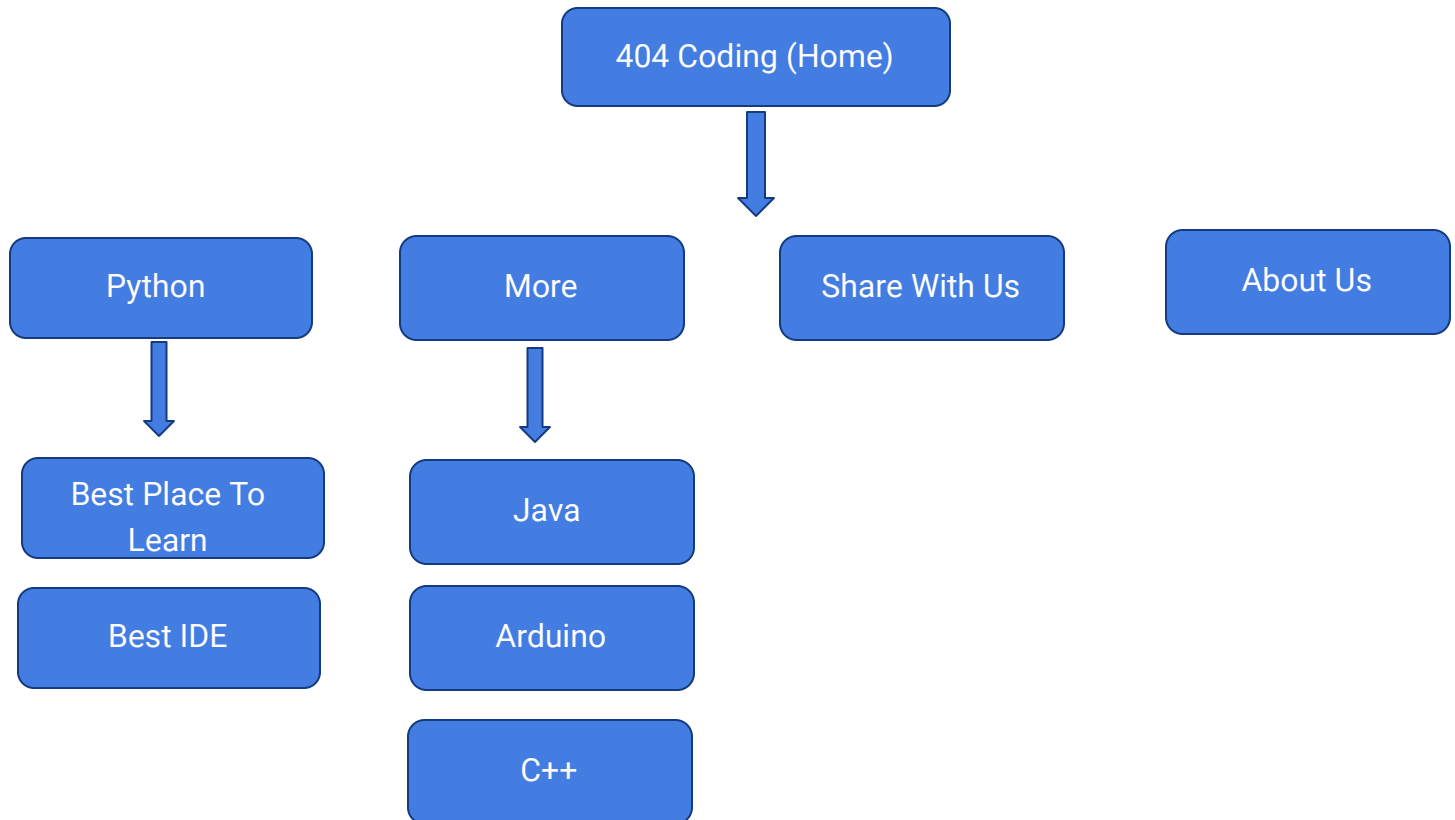 404 Coding (Home)
Python
More
Share With Us
About Us
Best Place To
Learn
Java
Best IDE
Arduino
C++